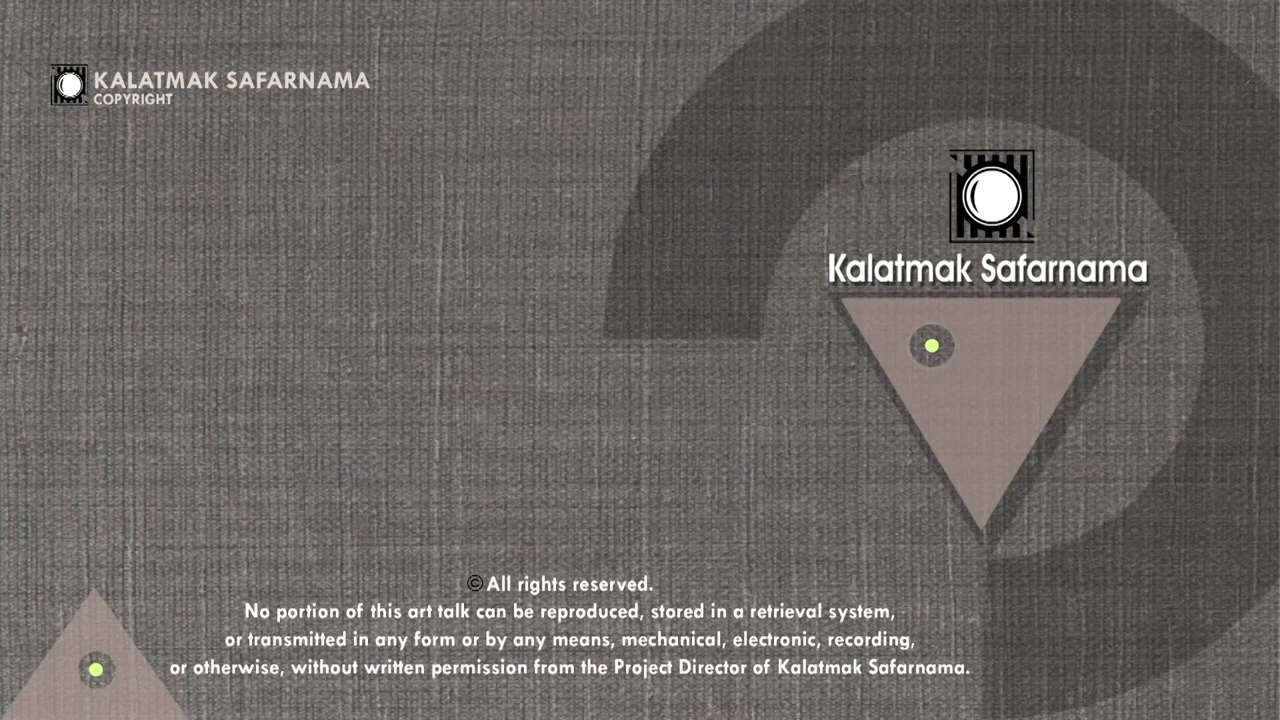 KALATMAK SAFARNAMA
COPYRIGHT
Kalatmak Safarnama
© All rights reserved.
No portion of this art talk can be reproduced, stored in a retrieval system,
or transmitted in any form or by any means, mechanical, electronic, recording,
or otherwise, without written permission from the Project Director of Kalatmak Safarnama.